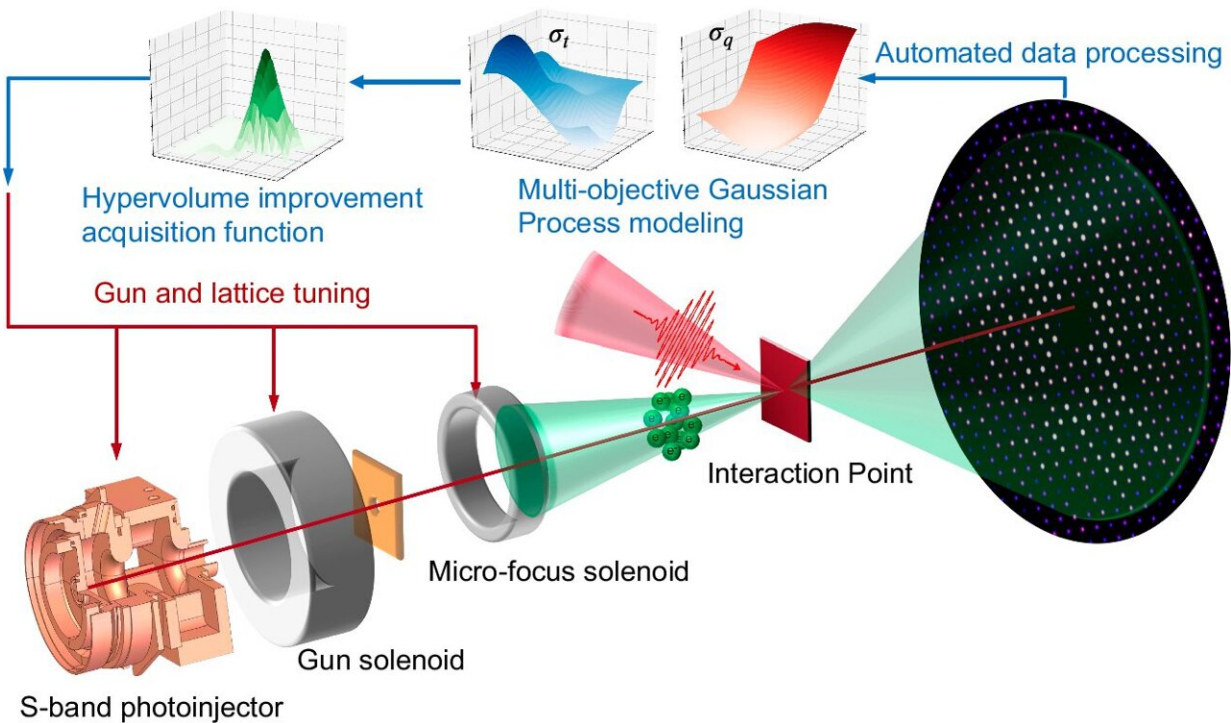 σt
σq
Automated data processing
Hypervolume improvement
acquisition function
Multi-objective Gaussian
Process modeling
Gun and lattice tuning
e
e
e
e
e
e
e
e
Interaction Point
Micro-focus solenoid
Gun solenoid
S-band photoinjector